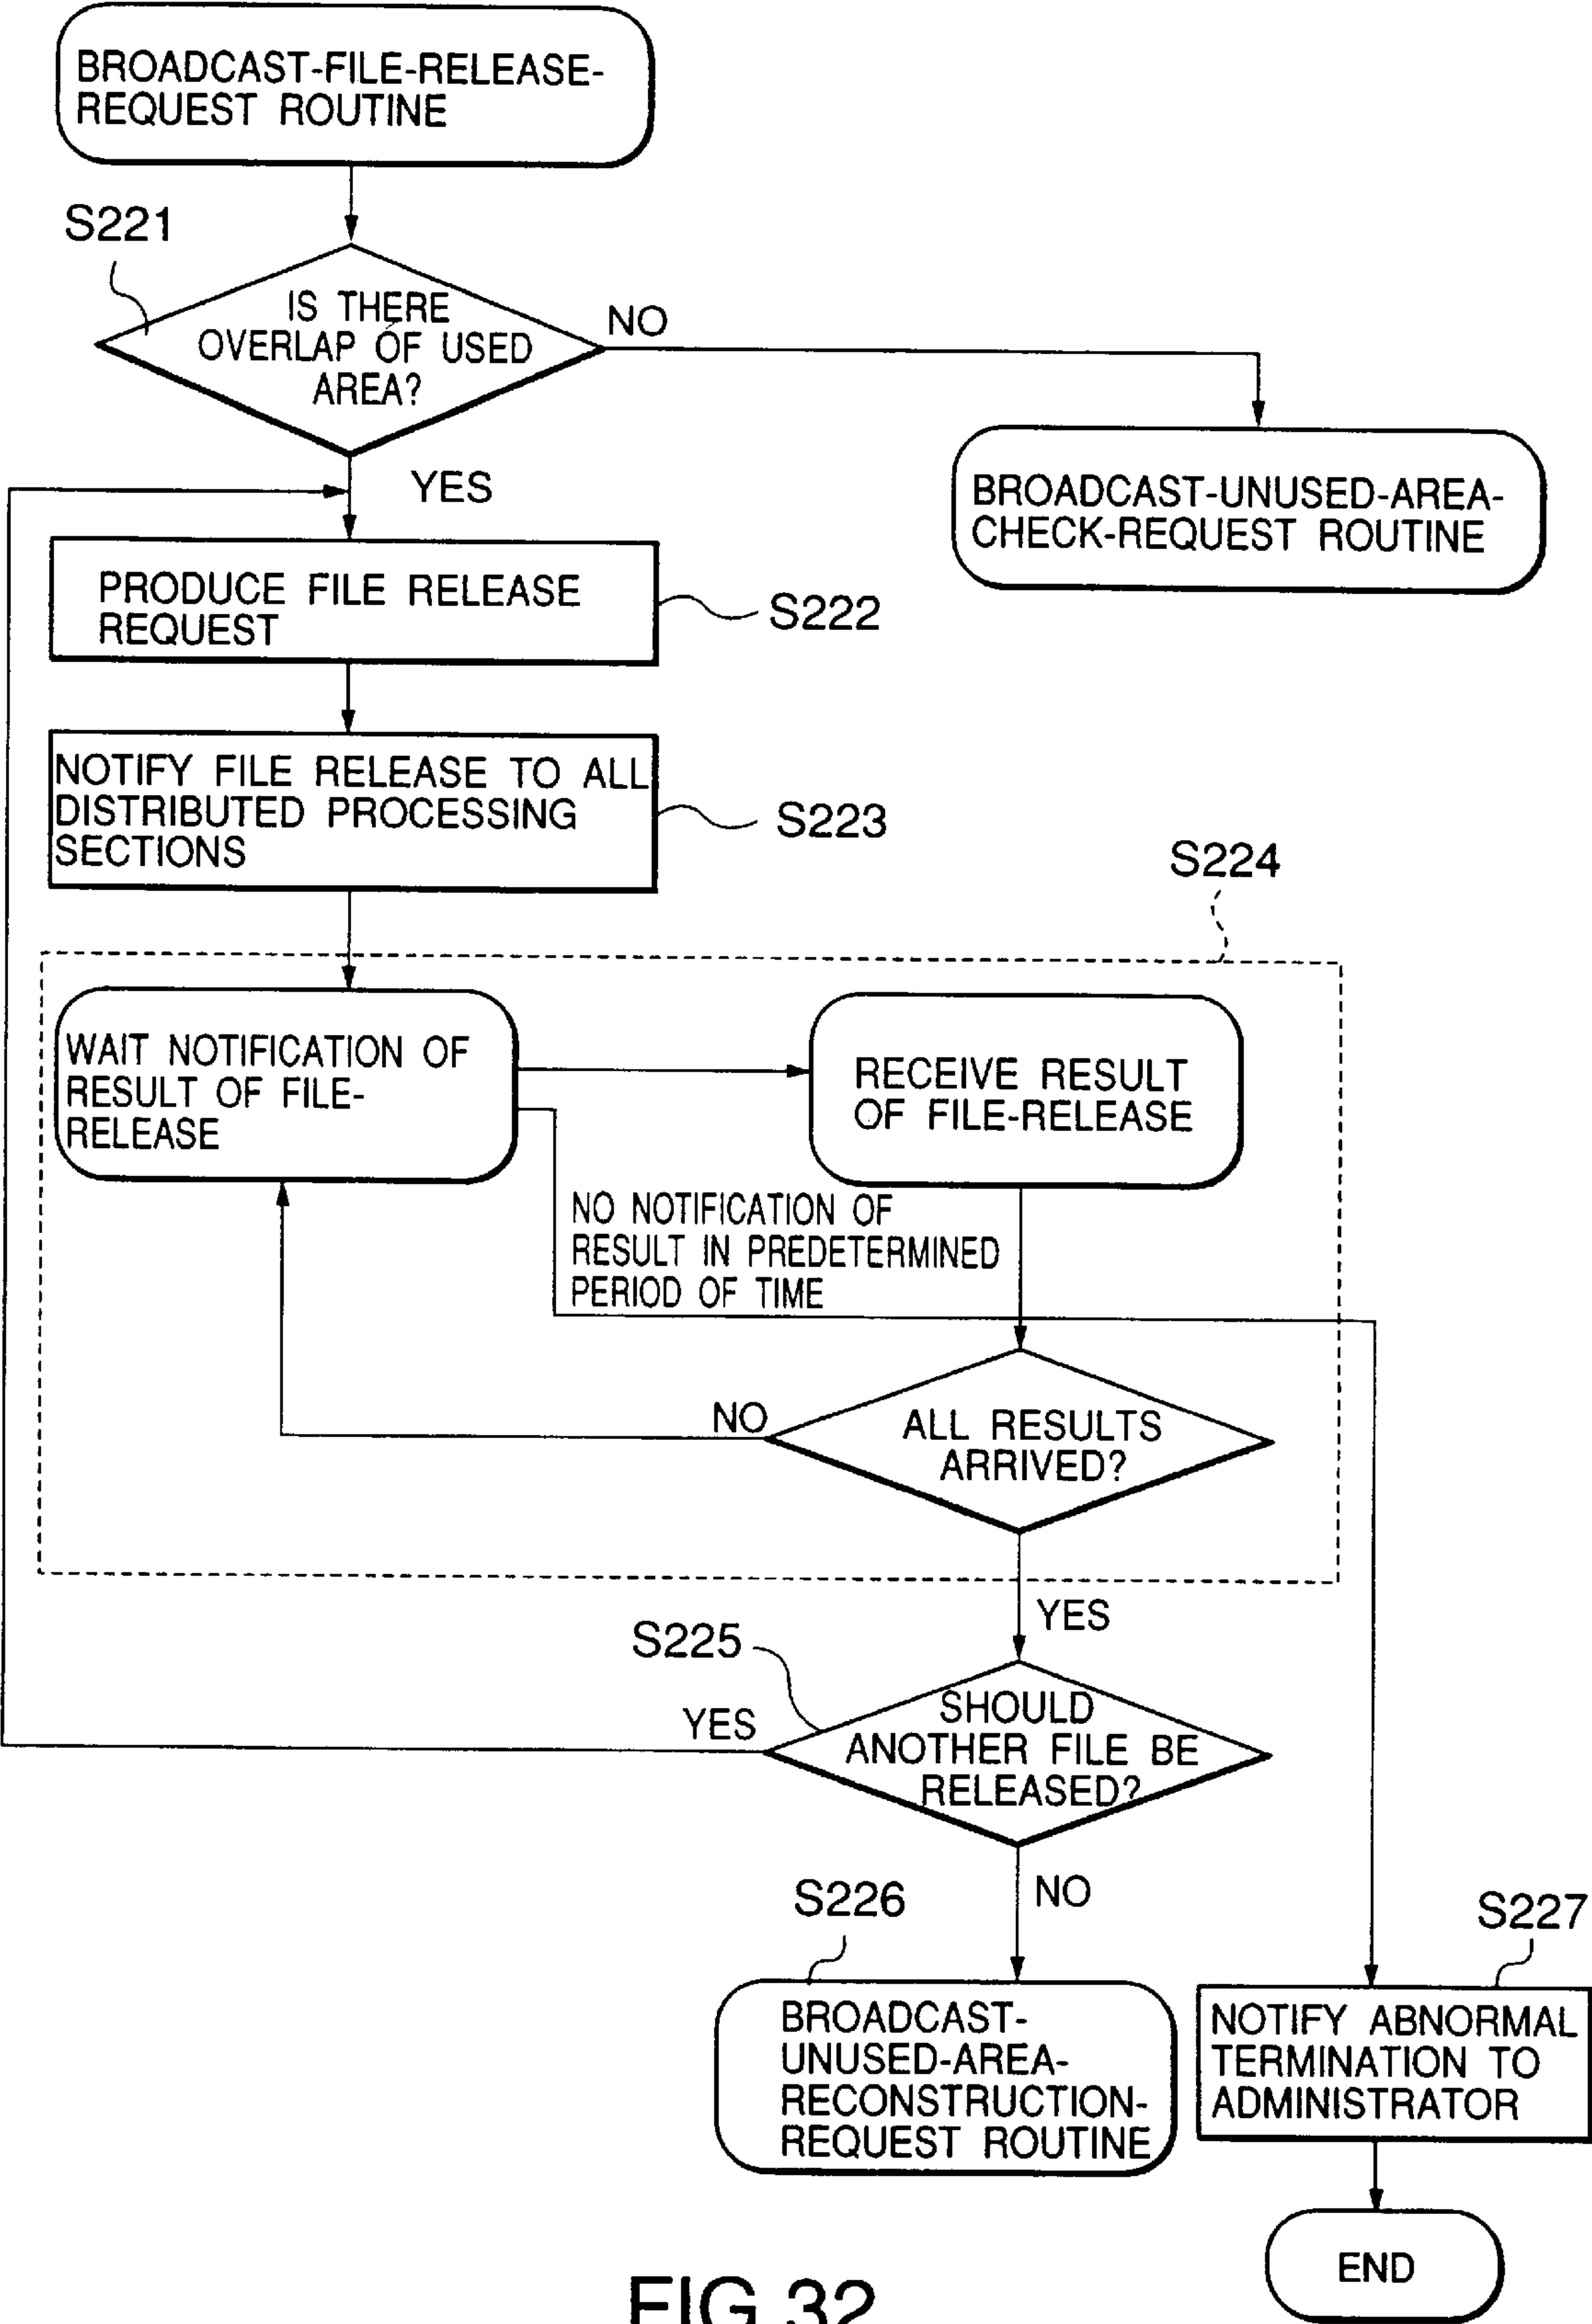 BROADCAST-FILE-RELEASE-
REQUEST ROUTINE
S221
IS THERE
OVERLAP OF USED
AREA?
NO
YES
BROADCAST-UNUSED-AREA-
CHECK-REQUEST ROUTINE
PRODUCE FILE RELEASE
REQUEST
S222
NOTIFY FILE RELEASE TO ALL
DISTRIBUTED PROCESSING
SECTIONS
S223
S224
WAIT NOTIFICATION OF
RESULT OF FILE-
RELEASE
RECEIVE RESULT
OF FILE-RELEASE
NO NOTIFICATION OF
RESULT IN PREDETERMINED
PERIOD OF TIME
NO
ALL RESULTS
ARRIVED?
YES
S225
YES
SHOULD
ANOTHER FILE BE
RELEASED?
NO
S226
S227
BROADCAST-
UNUSED-AREA-
RECONSTRUCTION-
REQUEST ROUTINE
NOTIFY ABNORMAL
TERMINATION TO
ADMINISTRATOR
END
FIG.32